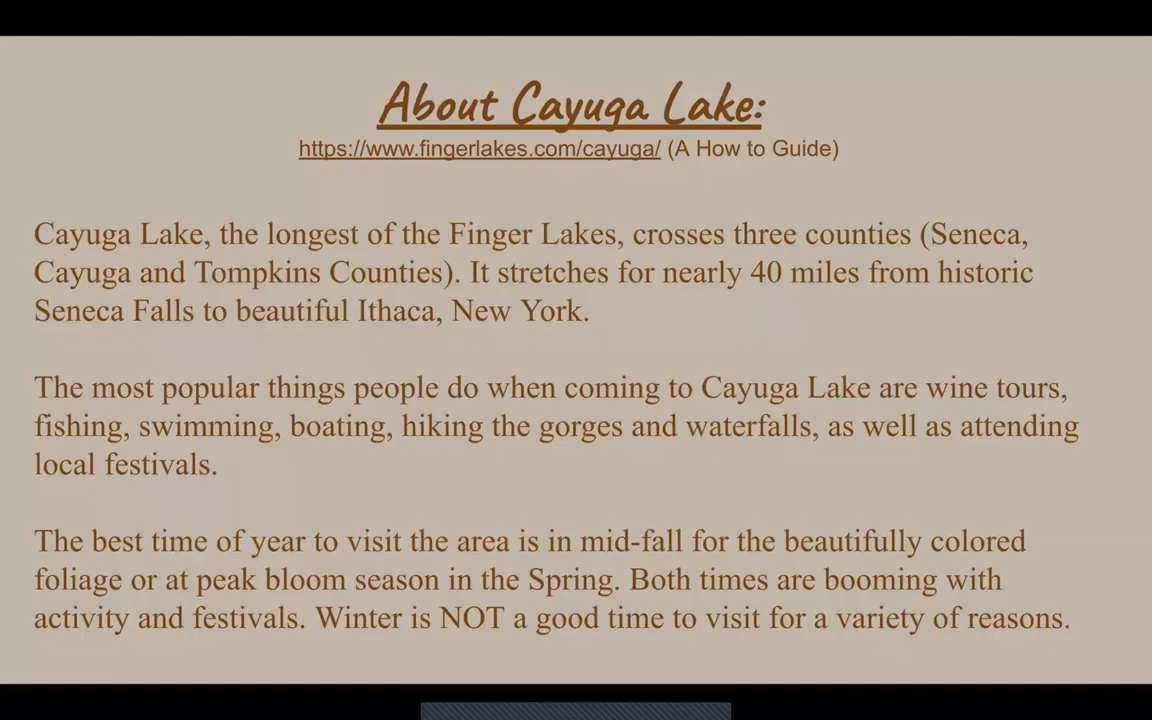 About Cayuga Lake:
https://www.fingerlakes.com/cayuga/ (A How to Guide)
Cayuga Lake, the longest of the Finger Lakes, crosses three counties (Seneca,
Cayuga and Tompkins Counties). It stretches for nearly 40 miles from historic
Seneca Falls to beautiful Ithaca, New York.
The most popular things people do when coming to Cayuga Lake are wine tours,
fishing, swimming, boating, hiking the gorges and waterfalls, as well as attending
local festivals.
The best time of year to visit the area is in mid-fall for the beautifully colored
foliage or at peak bloom season in the Spring. Both times are booming with
activity and festivals. Winter is NOT a good time to visit for a variety of reasons.